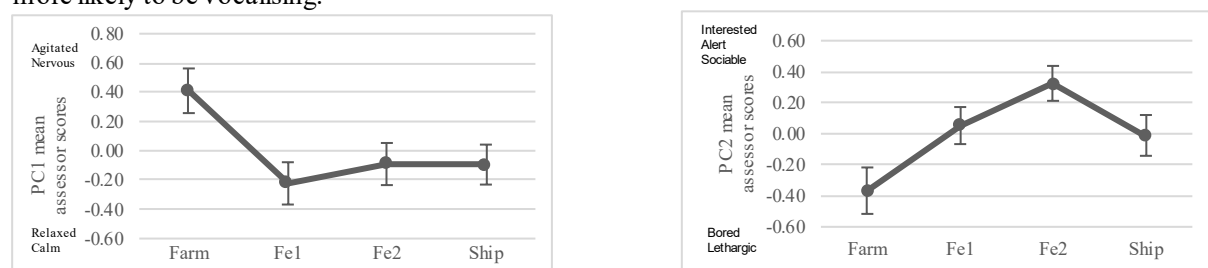 more likely to be vocalising.
Agitated
Nervous
0.80
0.60
0.40
0.20
0.00
-0.20
-0.40
-0.60
PC1 mean
assessor scores
Relaxed
Calm
Farm Fe1 Fe2 Ship
Interested
Alert
Sociable
0.60
0.40
0.20
0.00
-0.20
-0.40
-0.60
PC2 mean
assessor scores
Bored
Lethargic
Farm Fe1 Fe2 Ship